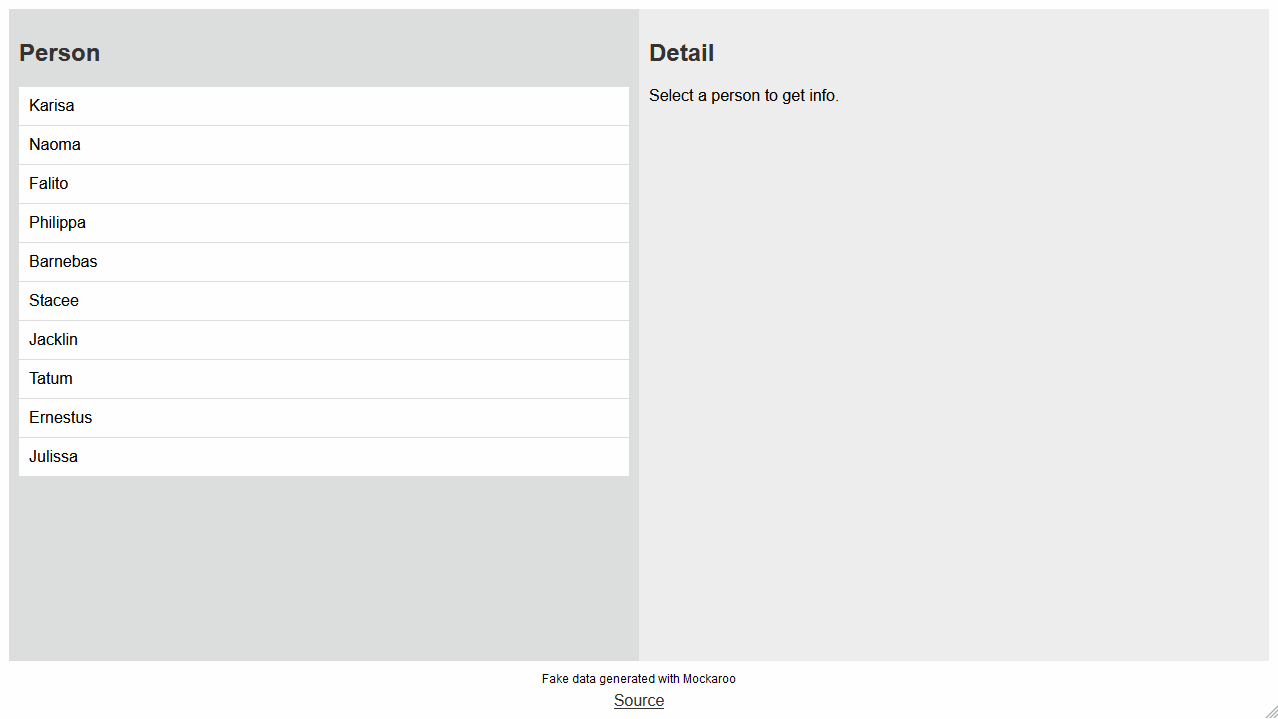 Person
Karisa
Naoma
Falito
Philippa
Barnebas
Stacee
Jacklin
Tatum
Ernestus
Julissa
Detail
Select a person to get info.
Fake data generated with Mockaroo
Source